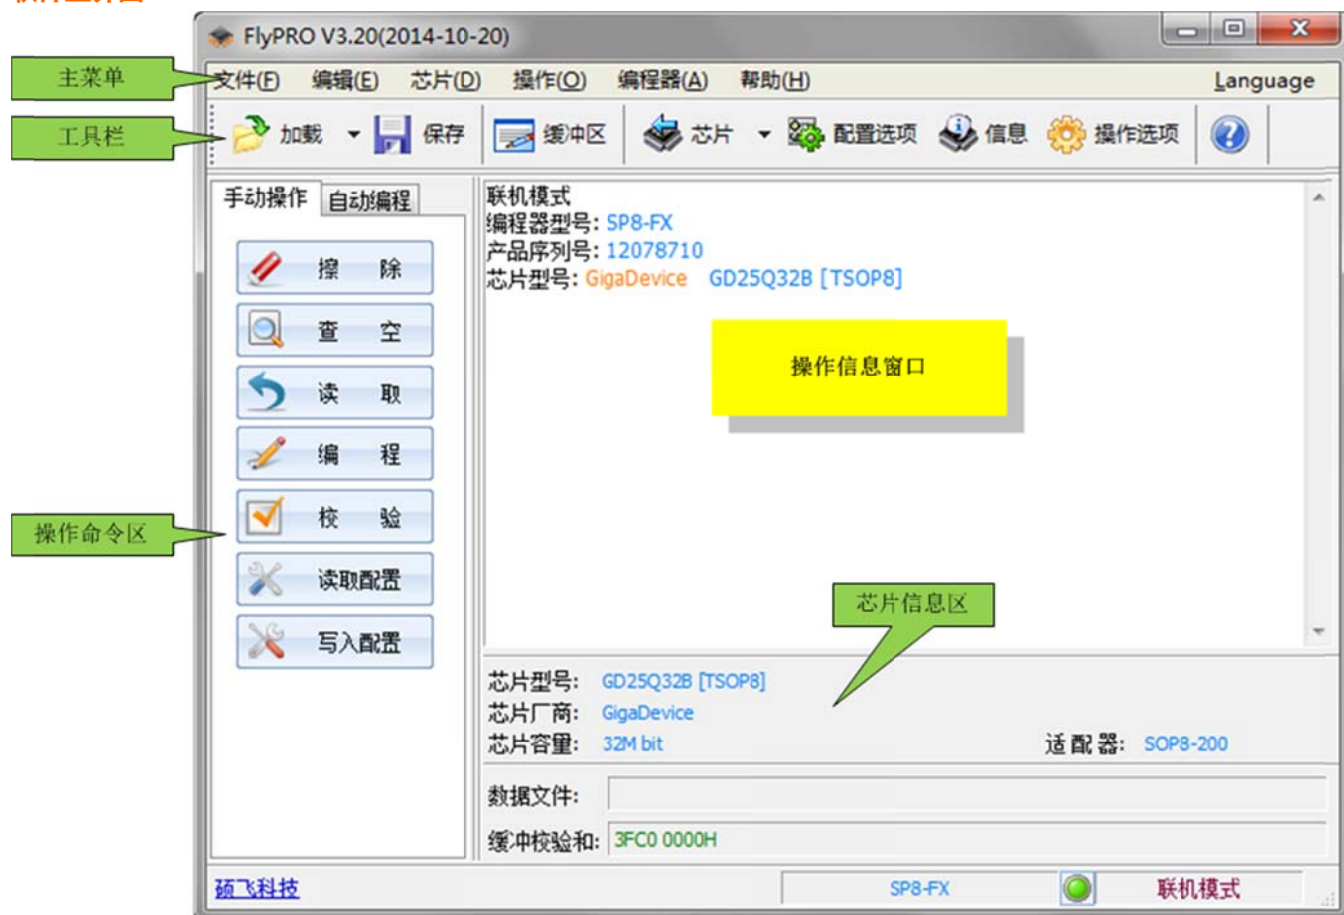 FlyPRO V3.20(2014-10-20)
主菜单
文件(F) 编辑(E) 芯片(D) 操作(O) 编程器(A) 帮助(H) Language
工具栏
加载 保存 缓冲区 芯片 配置选项 信息 操作选项
手动操作 自动编程
擦 除
查 空
读 取
编 程
校 验
读取配置
写入配置
操作命令区
联机模式
编程器型号: SP8-FX
产品序列号: 12078710
芯片型号: GigaDevice GD25Q32B [TSOP8]
操作信息窗口
芯片信息区
芯片型号: GD25Q32B [TSOP8]
芯片厂商: GigaDevice
芯片容量: 32M bit 适配器: SOP8-200
数据文件:
缓冲校验和: 3FC0 0000H
硕飞科技 SP8-FX 联机模式